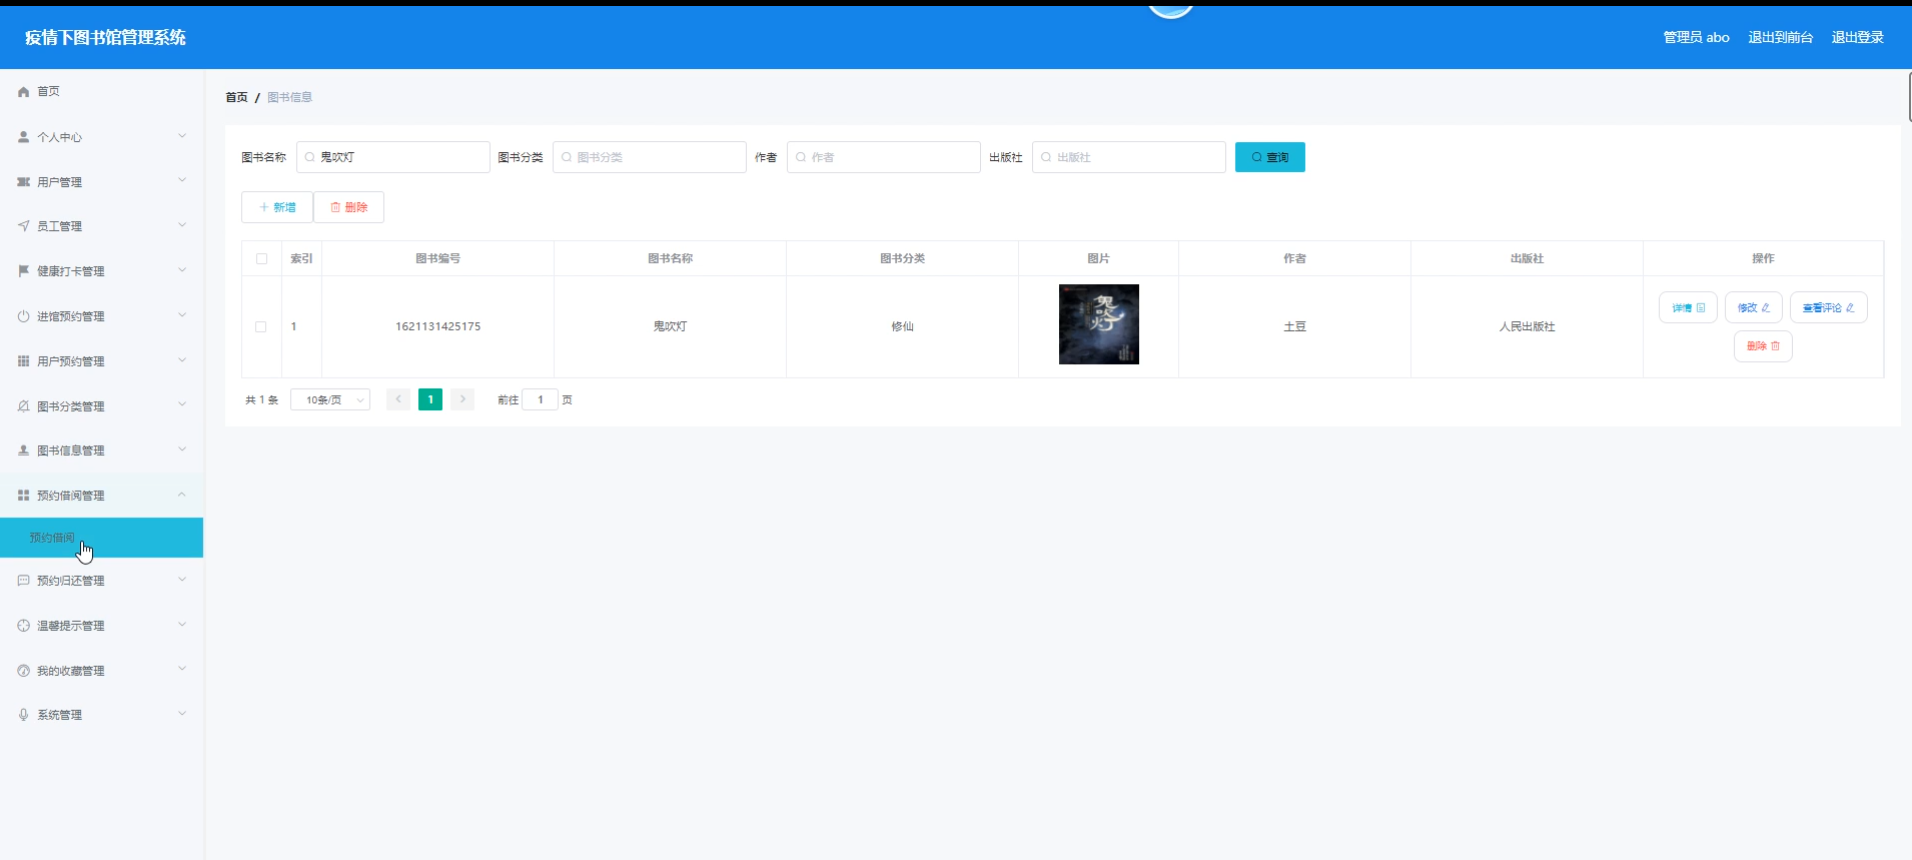 疫情下图书馆管理系统
管理员 abo 退出到前台 退出登录
首页
个人中心
用户管理
员工管理
健康打卡管理
进馆预约管理
用户预约管理
图书分类管理
图书信息管理
预约借阅管理
预约借阅
预约归还管理
温馨提示管理
我的收藏管理
系统管理
首页 / 图书信息
图书名称 鬼吹灯 图书分类 图书分类 作者 作者 出版社 出版社 查询
新增 删除
索引 图书编号 图书名称 图书分类 图片 作者 出版社 操作
1 1621131425175 鬼吹灯 修仙 鬼吹灯 土豆 人民出版社 详情 修改 查看评论
删除
共 1 条 10条/页 1 前往 1 页